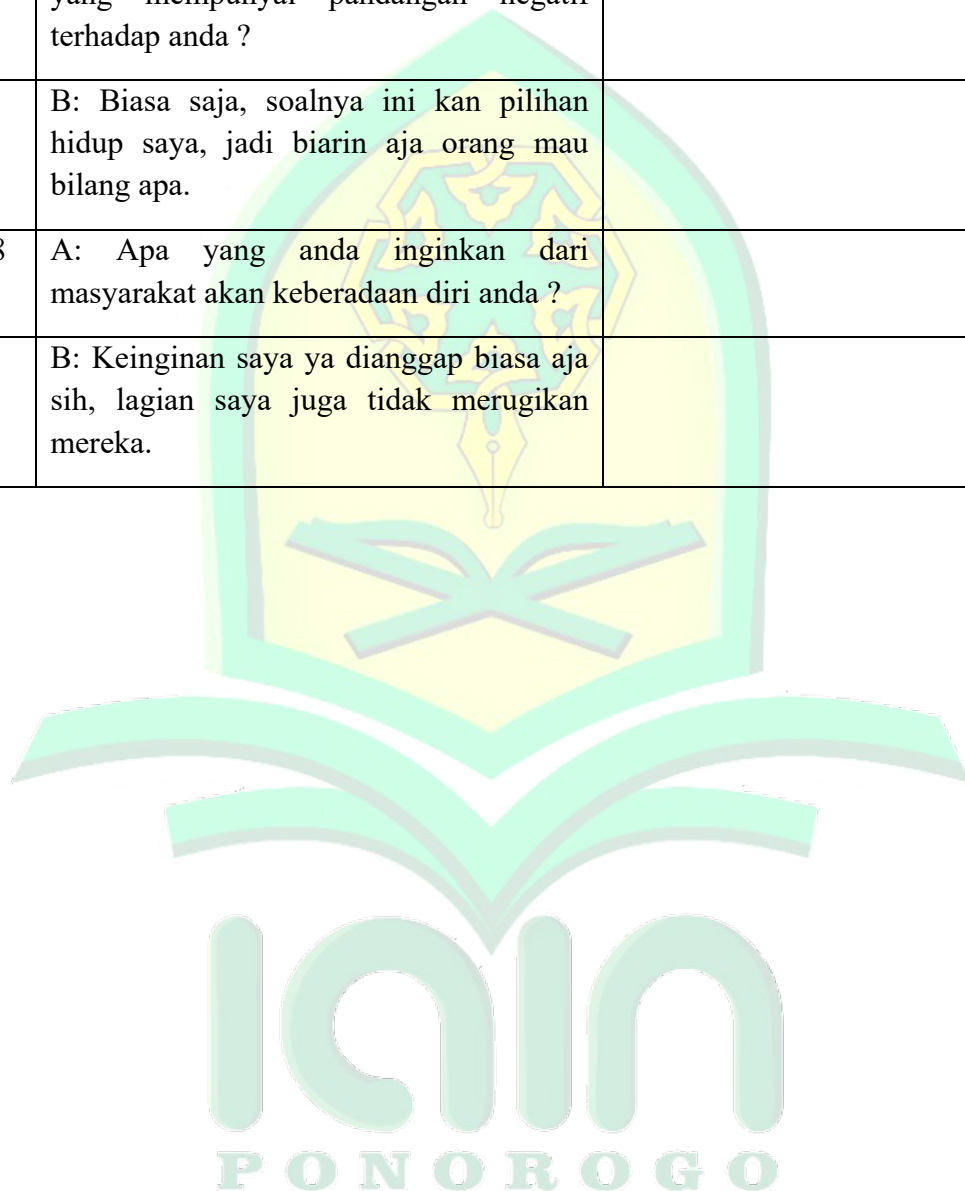 terhadap anda ?
B: Biasa saja, soalnya ini kan pilihan
hidup saya, jadi biarin aja orang mau
bilang apa.
8 A: Apa yang anda inginkan dari
masyarakat akan keberadaan diri anda ?
B: Keinginan saya ya dianggap biasa aja
sih, lagian saya juga tidak merugikan
mereka.
iain
PONOROGO